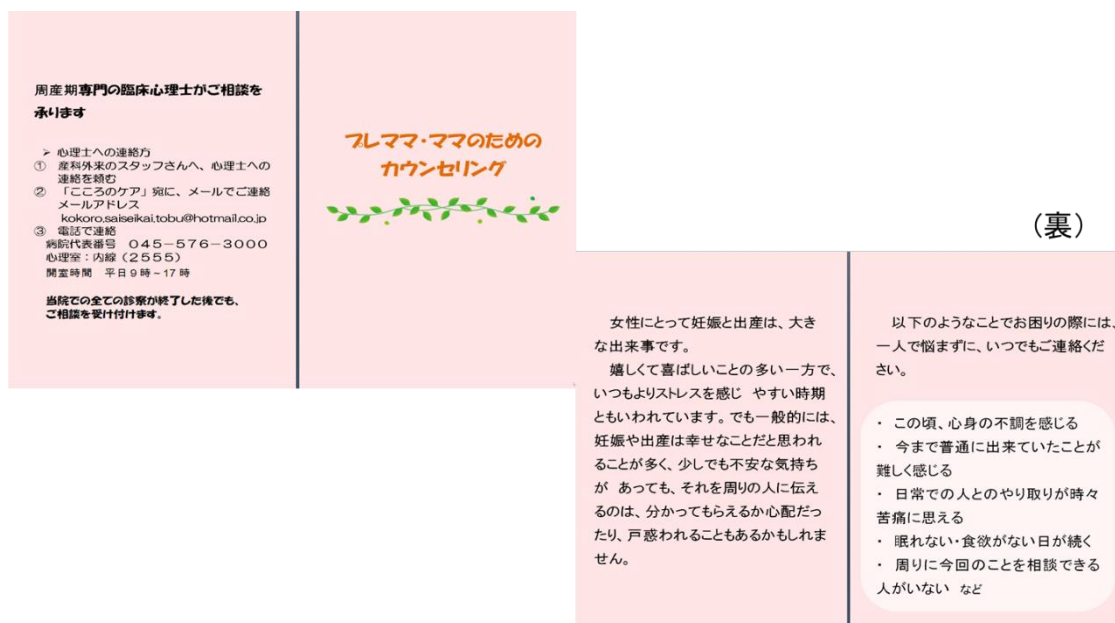 周産期専門の臨床心理士がご相談を
承ります
➢ 心理士への連絡方
① 産科外来のスタッフさんへ、心理士への
連絡を頼む
② 「こころのケア」宛に、メールでご連絡
メールアドレス
kokoro.saiseikai.tobu@hotmail.co.jp
③ 電話で連絡
病院代表番号 045-576-3000
心理室：内線（2555）
開室時間 平日9時~17時
当院での全ての診察が終了した後でも、
ご相談を受け付けます。
プレママ・ママのための
カウンセリング
（裏）
女性にとって妊娠と出産は、大き
な出来事です。
嬉しくて喜ばしいことの多い一方で、
いつもよりストレスを感じ やすい時期
ともいわれています。でも一般的には、
妊娠や出産は幸せなことだと思われ
ることが多く、少しでも不安な気持ち
が あっても、それを周りの人に伝え
るのは、分かってもらえるか心配だっ
たり、戸惑われることもあるかもしれま
せん。
以下のようなことでお困りの際には、
一人で悩まずに、いつでもご連絡くだ
さい。
・ この頃、心身の不調を感じる
・ 今まで普通に出来ていたことが
難しく感じる
・ 日常での人とのやり取りが時々
苦痛に思える
・ 眠れない・食欲がない日が続く
・ 周りに今回のことを相談できる
人がいない など